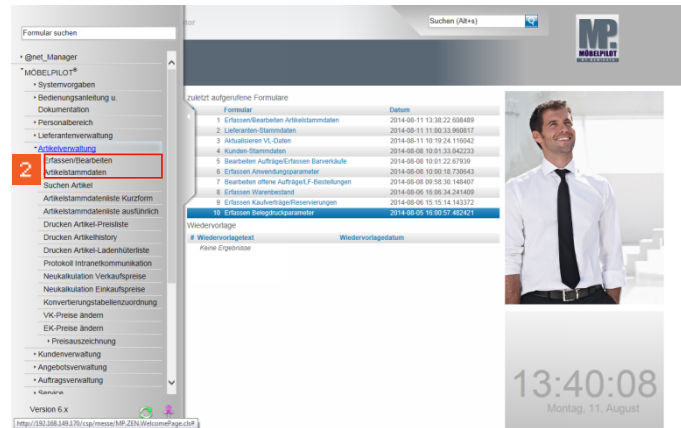 tor
Suchen (Alt+s)
MP.
MÖBELPILOT
Formular suchen
@net_Manager
MÖBELPILOT®
Systemvorgaben
Bedienungsanleitung u.
Dokumentation
Personalbereich
Lieferantenverwaltung
Artikelverwaltung
2
Erfassen/Bearbeiten
Artikelstammdaten
Suchen Artikel
Artikelstammdatenliste Kurzform
Artikelstammdatenliste ausführlich
Drucken Artikel-Preisliste
Drucken Artikelhistory
Drucken Artikel-Ladenhüterliste
Protokoll Intranetkommunikation
Neukalkulation Verkaufspreise
Neukalkulation Einkaufspreise
Konvertierungstabellenzuordnung
VK-Preise ändern
EK-Preise ändern
Preisauszeichnung
Kundenverwaltung
Angebotsverwaltung
Auftragsverwaltung
Service
Version 6.x
http://192.168.149.170/csp/messe/MP.ZEN.WelcomePage.cls#
zuletzt aufgerufene Formulare
Formular Datum
1 Erfassen/Bearbeiten Artikelstammdaten 2014-08-11 13:38:22.608489
2 Lieferanten-Stammdaten 2014-08-11 11:00:33.960817
3 Aktualisieren VL-Daten 2014-08-11 10:19:24.116042
4 Kunden-Stammdaten 2014-08-08 10:01:33.042233
5 Bearbeiten Aufträge/Erfassen Barverkäufe 2014-08-08 10:01:22.67939
6 Erfassen Anwendungsparameter 2014-08-08 10:00:18.730643
7 Bearbeiten offene Aufträge/LF-Bestellungen 2014-08-08 09:58:30.148407
8 Erfassen Warenbestand 2014-08-06 16:06:34.241409
9 Erfassen Kaufverträge/Reservierungen 2014-08-06 15:15:14.143372
10 Erfassen Belegdruckparameter 2014-08-05 16:00:57.482421
Wiedervorlage
# Wiedervorlagetext Wiedervorlagedatum
Keine Ergebnisse
13:40:08
Montag, 11. August